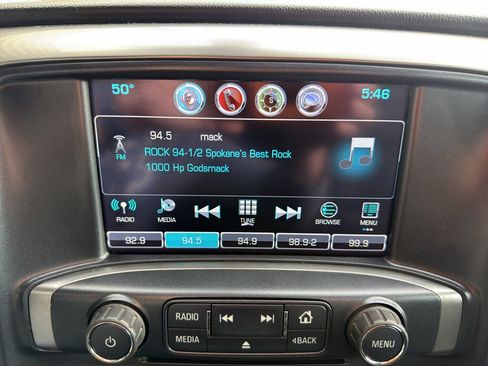 50° S 5:46
94.5 mack
FM
ROCK 94-1/2 Spokane's Best Rock
1000 Hp Godsmack
RADIO MEDIA TUNE BROWSE MENU
92.9 94.5 94.9 98.9-2 99.9
RADIO
MEDIA BACK
MENU